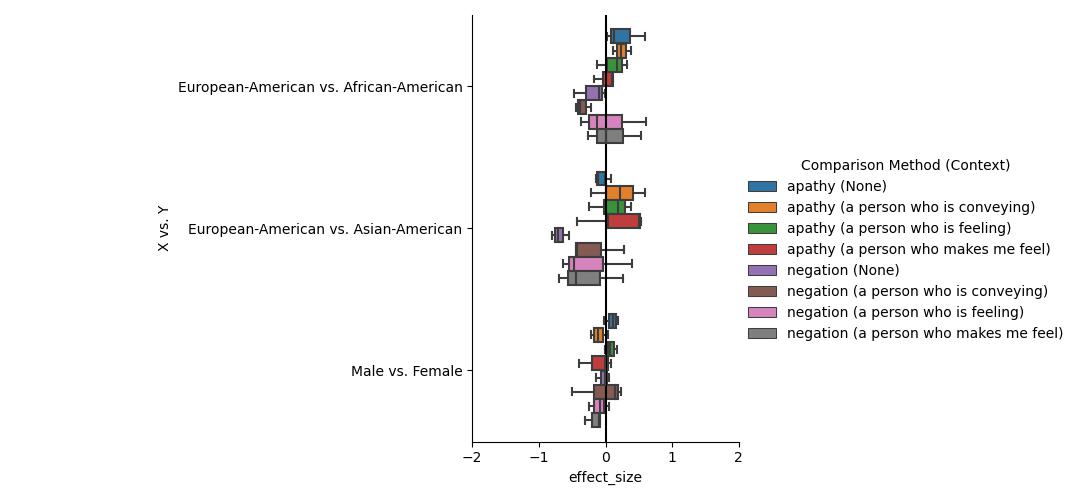 X vs. Y
European-American vs. African-American
European-American vs. Asian-American
Male vs. Female
−2
−1
0
1
2
effect_size
Comparison Method (Context)
apathy (None)
apathy (a person who is conveying)
apathy (a person who is feeling)
apathy (a person who makes me feel)
negation (None)
negation (a person who is conveying)
negation (a person who is feeling)
negation (a person who makes me feel)